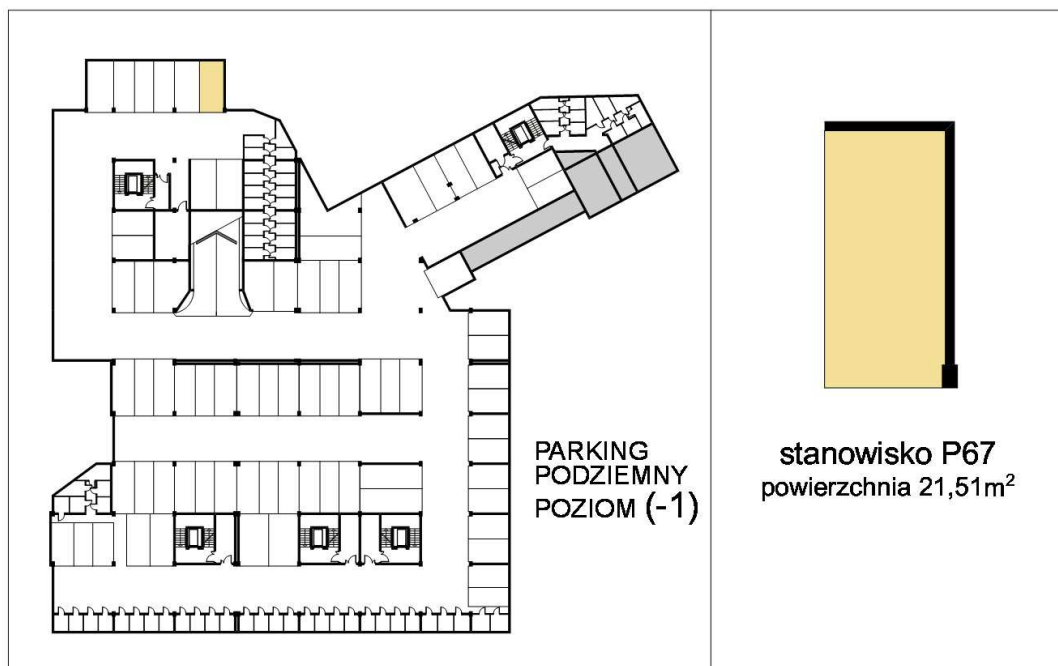 PARKING
PODZIEMNY
POZIOM (-1)
stanowisko P67
powierzchnia 21,51m²